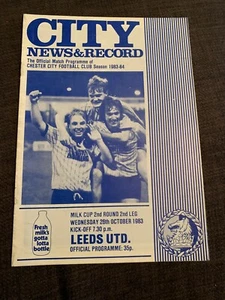 CITY
NEWS & RECORD
The Official Match Programme of
CHESTER CITY FOOTBALL CLUB Season 1983-84
fresh
milk's
gotta
lotta
bottle
MILK CUP 2nd ROUND 2nd LEG
WEDNESDAY 26th OCTOBER 1983
KICK-OFF 7.30 p.m.
LEEDS UTD.
OFFICIAL PROGRAMME: 35p.